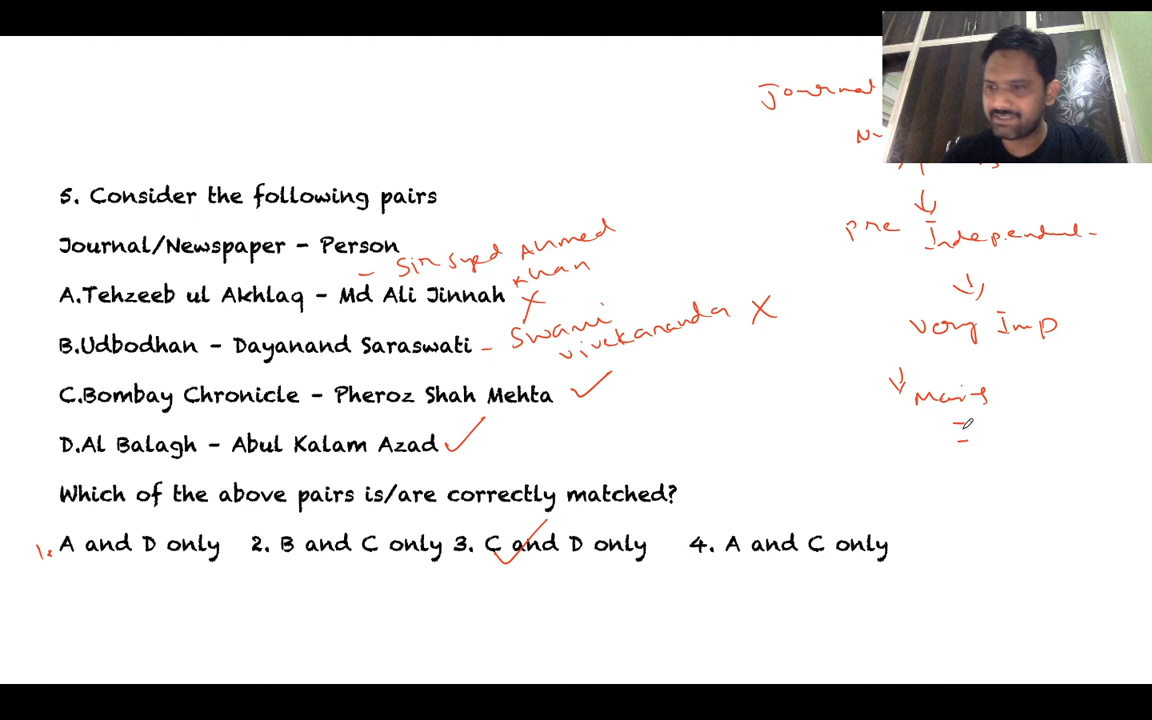 Journal
5. Consider the following pairs
Journal/Newspaper - Person
pre Independent-
- Sir Syed Ahmed
khan
A.Tehzeeb ul Akhlaq - Md Ali Jinnah X
very Imp
B.Udbodhan - Dayanand Saraswati - Swami
vivekananda X
C.Bombay Chronicle - Pheroz Shah Mehta ✓
Mains
D.Al Balagh - Abul Kalam Azad ✓
Which of the above pairs is/are correctly matched?
1. A and D only 2. B and C only 3. C and D only 4. A and C only